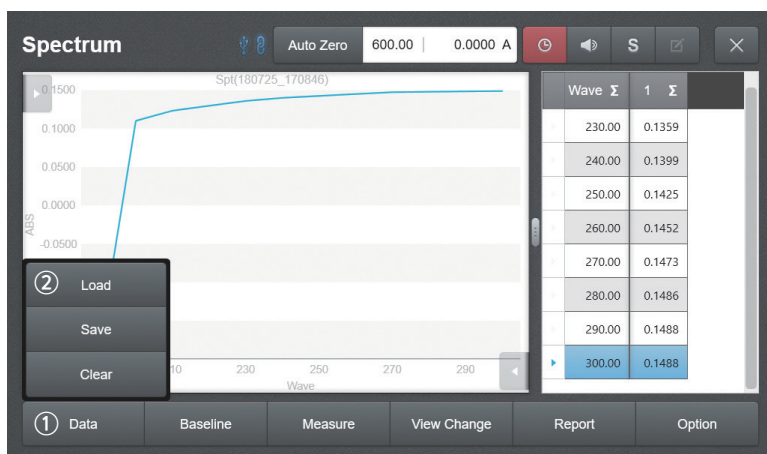 Spectrum
Auto Zero 600.00 | 0.0000 A S
Spt(180725_170846)
0.1500
0.1000
0.0500
0.0000
-0.0500
ABS
10 230 250 270 290
Wave
Wave Σ 1 Σ
230.00 0.1359
240.00 0.1399
250.00 0.1425
260.00 0.1452
270.00 0.1473
280.00 0.1486
290.00 0.1488
300.00 0.1488
② Load
Save
Clear
① Data Baseline Measure View Change Report Option